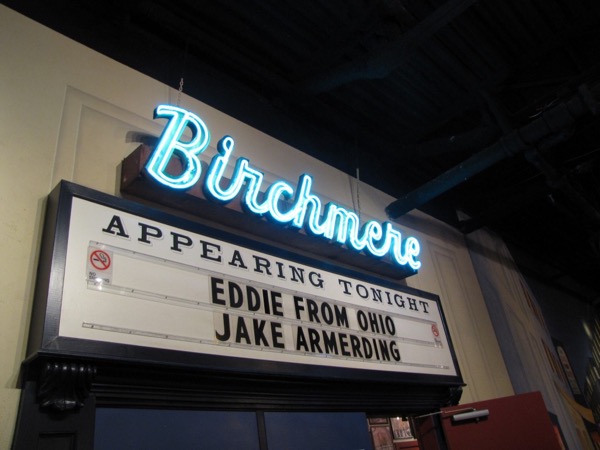 Birchmere
APPEARING TONIGHT
EDDIE FROM OHIO
JAKE ARMERDING